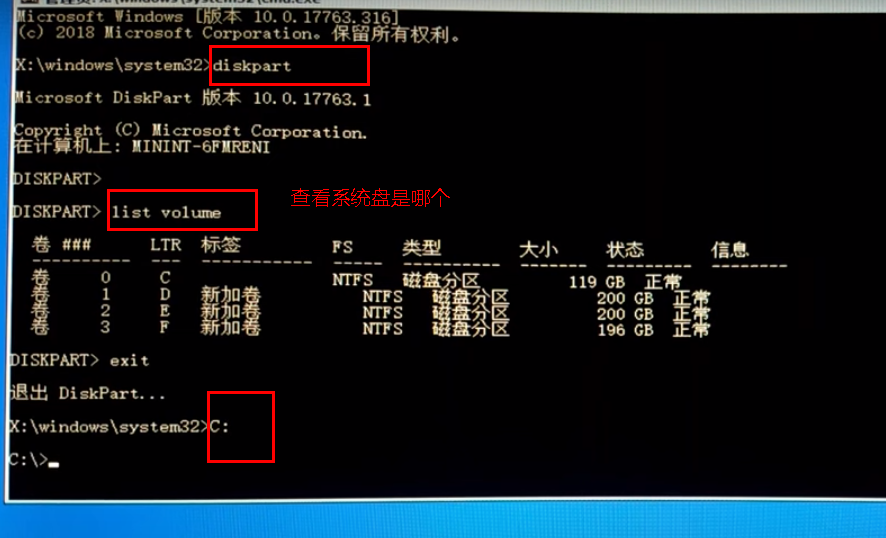 Microsoft Windows [版本 10.0.17763.316]
(c) 2018 Microsoft Corporation。保留所有权利。
X:\windows\system32>diskpart
Microsoft DiskPart 版本 10.0.17763.1
Copyright (C) Microsoft Corporation.
在计算机上: MININT-6FMRENI
DISKPART>
查看系统盘是哪个
DISKPART> list volume
卷 ### LTR 标签 FS 类型 大小 状态 信息
---------- --- ----------- ----- ---------- ------- --------- --------
卷 0 C NTFS 磁盘分区 119 GB 正常
卷 1 D 新加卷 NTFS 磁盘分区 200 GB 正常
卷 2 E 新加卷 NTFS 磁盘分区 200 GB 正常
卷 3 F 新加卷 NTFS 磁盘分区 196 GB 正常
DISKPART> exit
退出 DiskPart...
X:\windows\system32>C:
C:\>